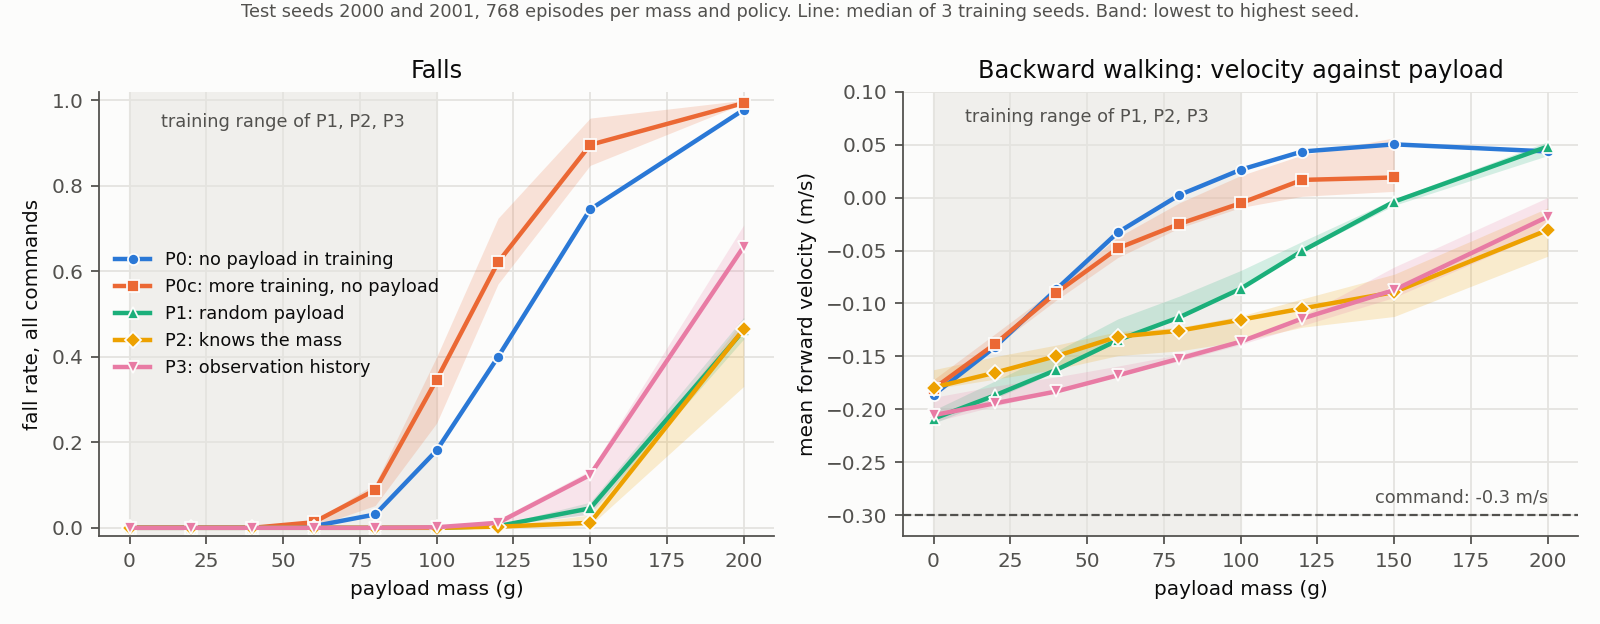 Test seeds 2000 and 2001, 768 episodes per mass and policy. Line: median of 3 training seeds. Band: lowest to highest seed.
Falls
training range of P1, P2, P3
fall rate, all commands
1.0
0.8
0.6
0.4
0.2
0.0
P0: no payload in training
P0c: more training, no payload
P1: random payload
P2: knows the mass
P3: observation history
0 25 50 75 100 125 150 175 200
payload mass (g)
Backward walking: velocity against payload
training range of P1, P2, P3
mean forward velocity (m/s)
0.10
0.05
0.00
−0.05
−0.10
−0.15
−0.20
−0.25
−0.30
command: -0.3 m/s
0 25 50 75 100 125 150 175 200
payload mass (g)